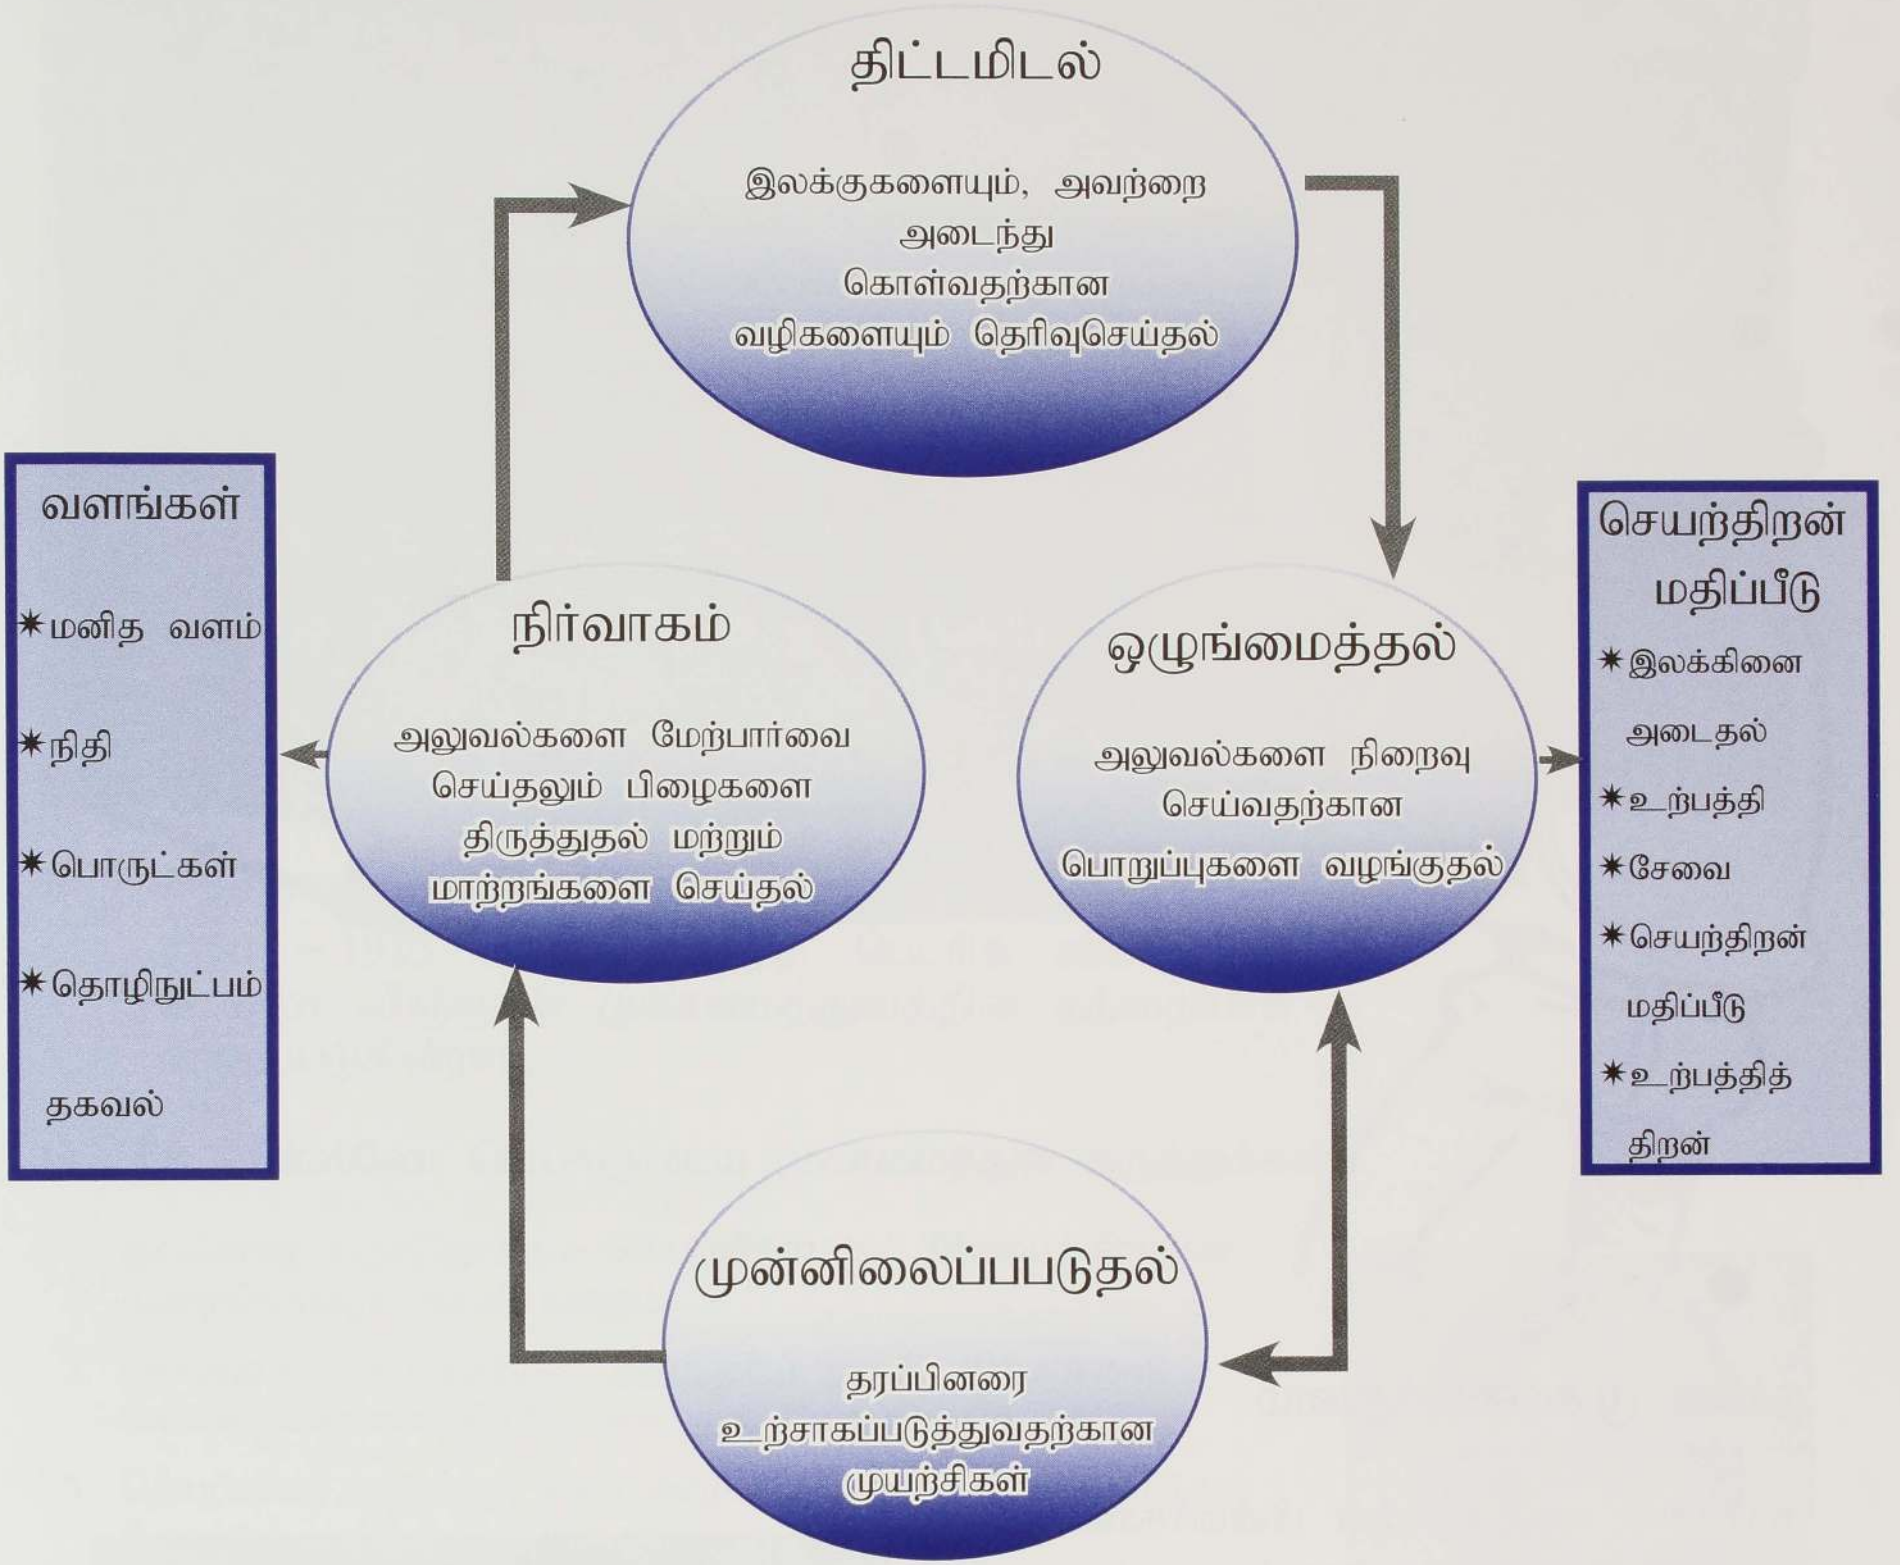 திட்டமிடல்
இலக்குகளையும், அவற்றை
அடைந்து
கொள்வதற்கான
வழிகளையும் தெரிவுசெய்தல்
வளங்கள்
✷மனித வளம்
✷நிதி
✷பொருட்கள்
✷தொழிநுட்பம்
தகவல்
நிர்வாகம்
அலுவல்களை மேற்பார்வை
செய்தலும் பிழைகளை
திருத்துதல் மற்றும்
மாற்றங்களை செய்தல்
ஒழுங்மைத்தல்
அலுவல்களை நிறைவு
செய்வதற்கான
பொறுப்புகளை வழங்குதல்
செயற்திறன்
மதிப்பீடு
✷இலக்கினை
அடைதல்
✷உற்பத்தி
✷சேவை
✷செயற்திறன்
மதிப்பீடு
✷உற்பத்தித்
திறன்
முன்னிலைப்பபடுதல்
தரப்பினரை
உற்சாகப்படுத்துவதற்கான
முயற்சிகள்